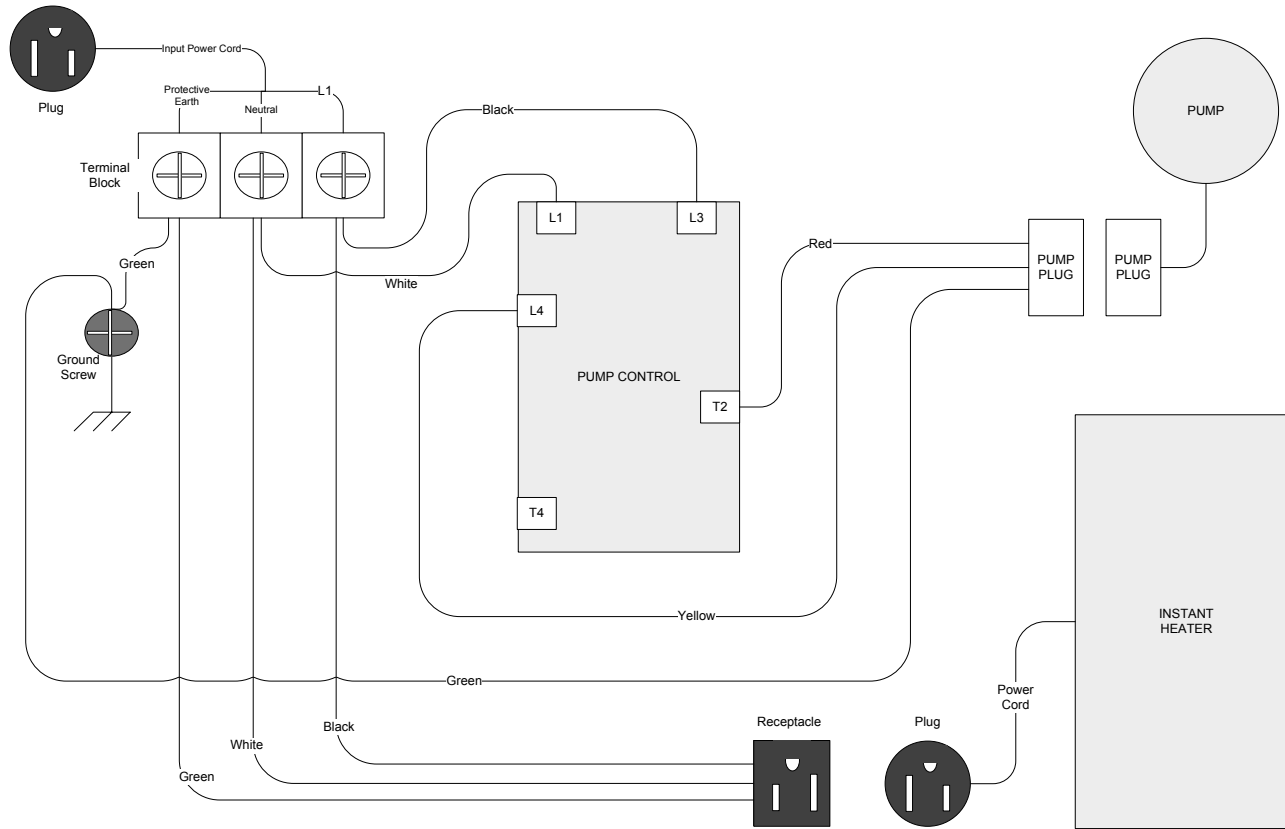 Input Power Cord
Plug
Protective
Earth
Neutral
L1
Black
PUMP
Terminal
Block
L1
L3
Red
PUMP
PLUG
PUMP
PLUG
Green
White
L4
Ground
Screw
PUMP CONTROL
T2
T4
Yellow
INSTANT
HEATER
Green
Power
Cord
Black
Receptacle
Plug
White
Green